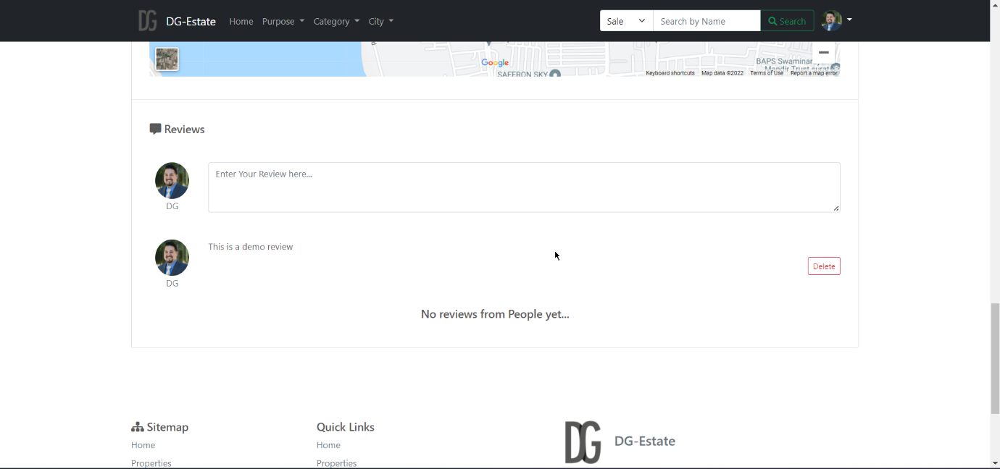 DG DG-Estate Home Purpose Category City Sale Search by Name Search
Google
SAFFRON SKY
BAPS Swaminar
Mandir Trust surat
Keyboard shortcuts Map data ©2022 Terms of Use Report a map error
Reviews
Enter Your Review here...
DG
This is a demo review
Delete
DG
No reviews from People yet...
Sitemap
Home
Properties
Quick Links
Home
Properties
DG DG-Estate